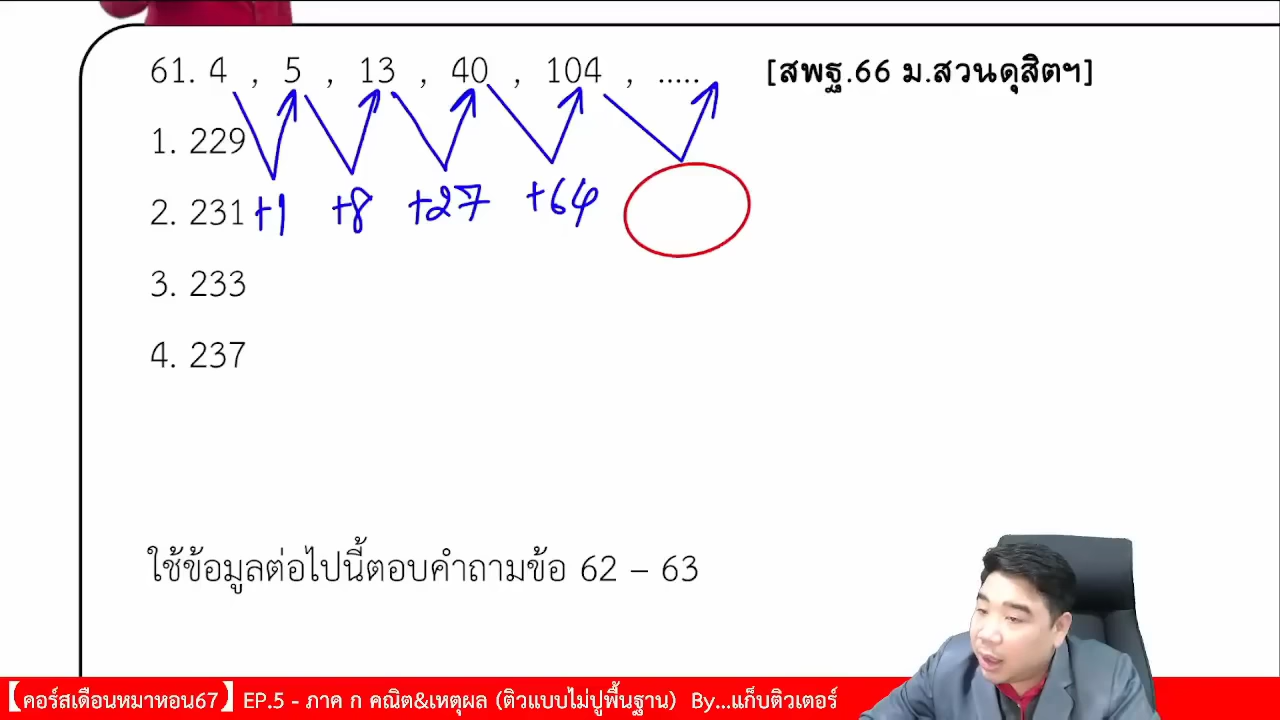 61. 4 , 5 , 13 , 40 , 104 , ..... [สพฐ.66 ม.สวนดุสิตฯ]
1. 229
+1 +8 +27 +64
2. 231
3. 233
4. 237
ใช้ข้อมูลต่อไปนี้ตอบคำถามข้อ 62 – 63
【คอร์สเดือนหมาหอน67】 EP.5 - ภาค ก คณิต&เหตุผล (ติวแบบไม่ปูพื้นฐาน) By...แก็บติวเตอร์